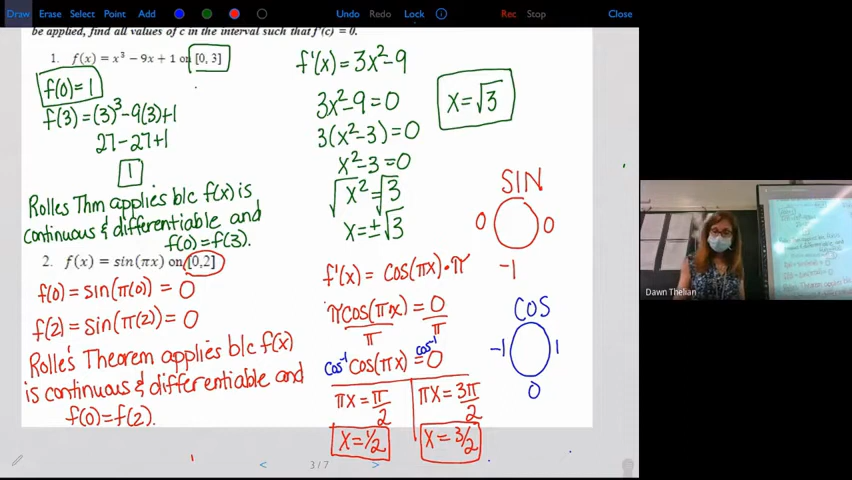 Draw Erase Select Point Add Undo Redo Lock Rec Stop Close
be applied, find all values of c in the interval such that f'(c) = 0.
1. f(x) = x³ − 9x + 1 on [0, 3]
f(0)=1
f(3)=(3)³-9(3)+1
27-27+1
1
Rolles Thm applies b/c f(x) is
continuous & differentiable and
f(0)=f(3).
f'(x)=3x²-9
3x²-9=0
3(x²-3)=0
x²-3=0
√x²=√3
x=±√3
x=√3
2. f(x) = sin(πx) on [0,2]
f(0)=sin(π(0)=0
f(2)=sin(π(2)=0
Rolle's Theorem applies b/c f(x)
is continuous & differentiable and
f(0)=f(2).
f'(x)=cos(πx)·π
πcos(πx)=0
π π
cos⁻¹ cos(πx)=0 cos⁻¹
πx=π/2
x=1/2
πx=3π/2
x=3/2
SIN
0 0
-1
COS
-1 1
0
Dawn Thelian
3/7